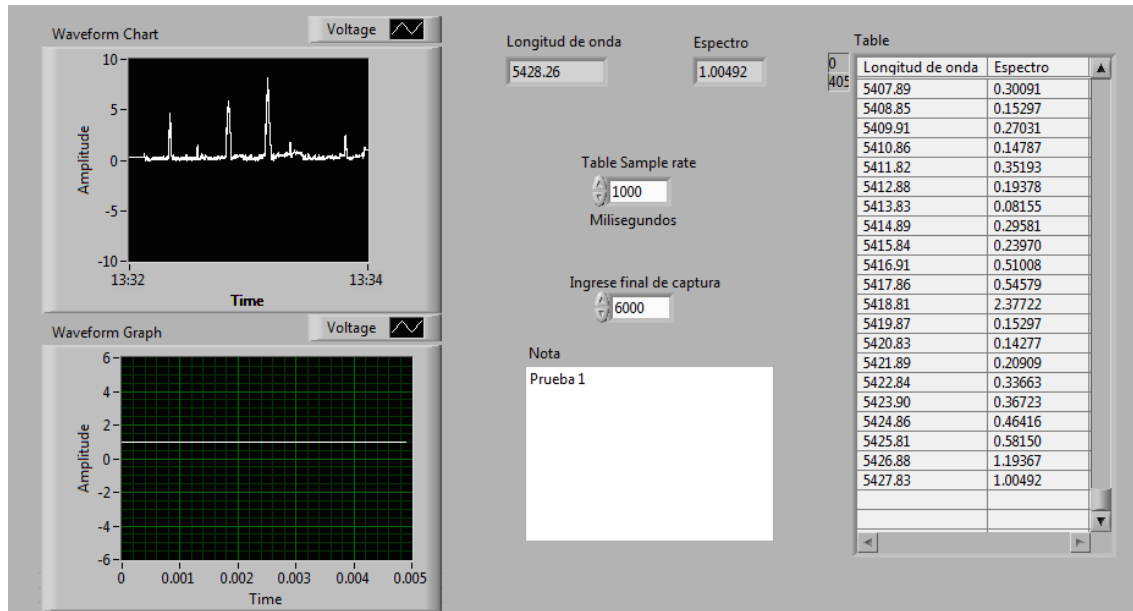 Waveform Chart
Voltage
10
5
0
-5
-10
Amplitude
13:32
13:34
Time
Waveform Graph
Voltage
6
4
2
0
-2
-4
-6
Amplitude
0 0.001 0.002 0.003 0.004 0.005
Time
Longitud de onda
5428.26
Espectro
1.00492
Table Sample rate
1000
Milisegundos
Ingrese final de captura
6000
Nota
Prueba 1
Table
0
405
Longitud de onda Espectro
5407.89 0.30091
5408.85 0.15297
5409.91 0.27031
5410.86 0.14787
5411.82 0.35193
5412.88 0.19378
5413.83 0.08155
5414.89 0.29581
5415.84 0.23970
5416.91 0.51008
5417.86 0.54579
5418.81 2.37722
5419.87 0.15297
5420.83 0.14277
5421.89 0.20909
5422.84 0.33663
5423.90 0.36723
5424.86 0.46416
5425.81 0.58150
5426.88 1.19367
5427.83 1.00492